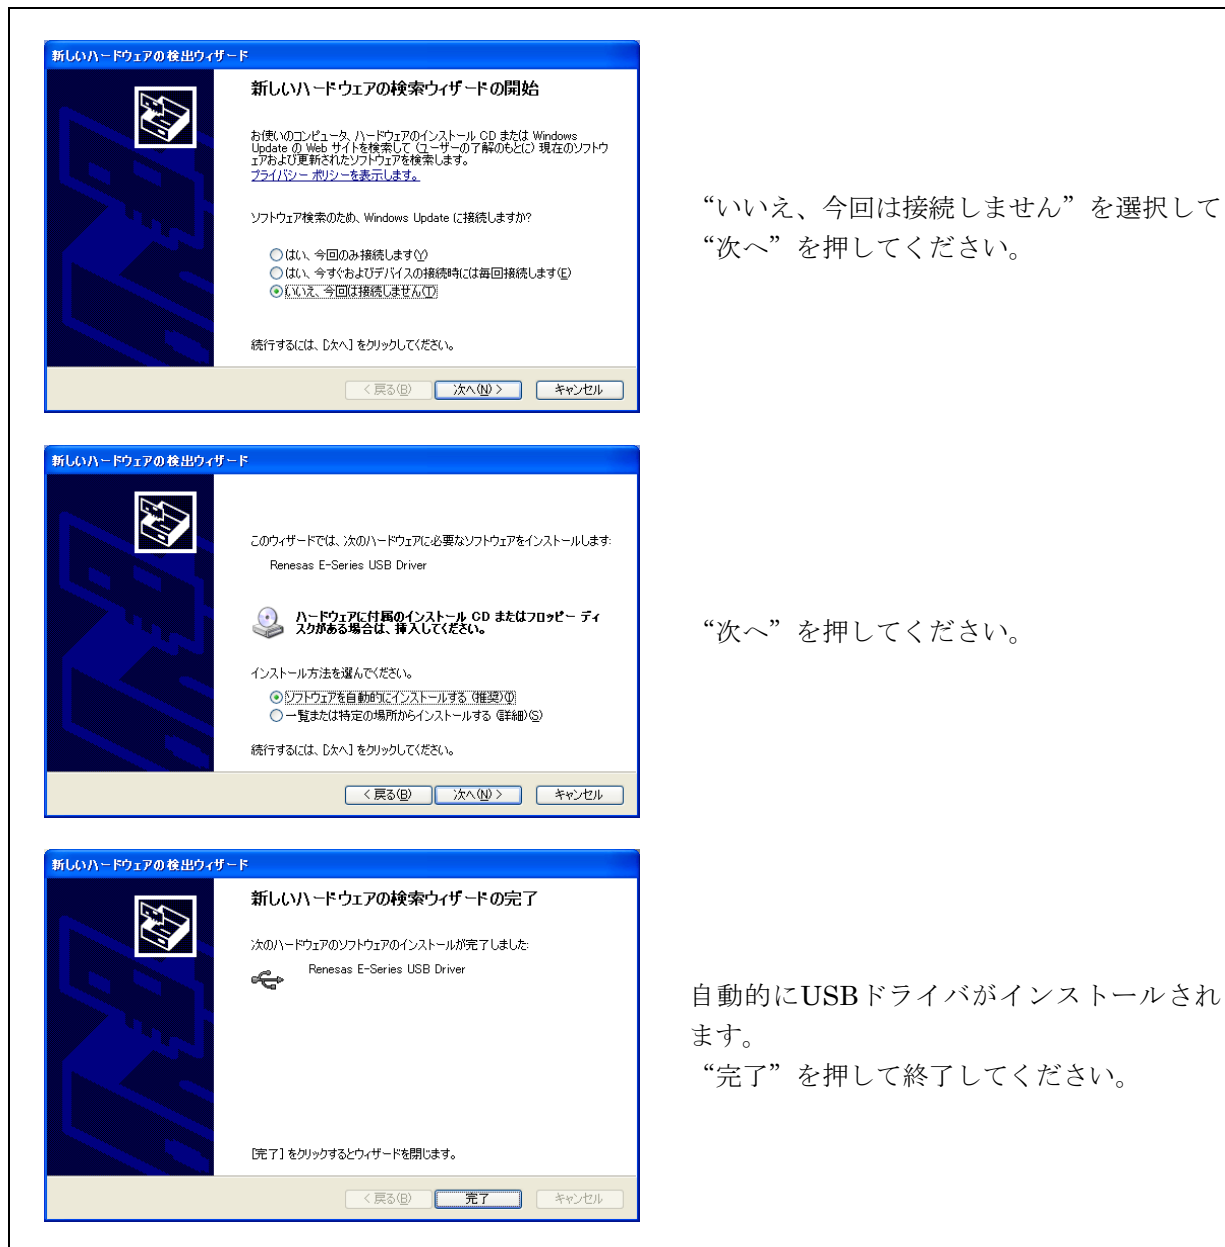 新しいハードウェアの検出ウィザード
新しいハードウェアの検索ウィザードの開始
お使いのコンピュータ、ハードウェアのインストール CD または Windows
Update の Web サイトを検索して (ユーザーの了解のもとに) 現在のソフトウ
ェアおよび更新されたソフトウェアを検索します。
プライバシー ポリシーを表示します。
ソフトウェア検索のため、Windows Update に接続しますか?
はい、今回のみ接続します(Y)
はい、今すぐおよびデバイスの接続時には毎回接続します(E)
いいえ、今回は接続しません(T)
続行するには、[次へ] をクリックしてください。
< 戻る(B) 次へ(N) > キャンセル
“いいえ、今回は接続しません”を選択して
“次へ”を押してください。
新しいハードウェアの検出ウィザード
このウィザードでは、次のハードウェアに必要なソフトウェアをインストールします:
Renesas E-Series USB Driver
ハードウェアに付属のインストール CD またはフロッピー ディ
スクがある場合は、挿入してください。
インストール方法を選んでください。
ソフトウェアを自動的にインストールする (推奨)(I)
一覧または特定の場所からインストールする (詳細)(S)
続行するには、[次へ] をクリックしてください。
< 戻る(B) 次へ(N) > キャンセル
“次へ”を押してください。
新しいハードウェアの検出ウィザード
新しいハードウェアの検索ウィザードの完了
次のハードウェアのソフトウェアのインストールが完了しました:
Renesas E-Series USB Driver
[完了] をクリックするとウィザードを閉じます。
< 戻る(B) 完了 キャンセル
自動的にUSBドライバがインストールされ
ます。
“完了”を押して終了してください。